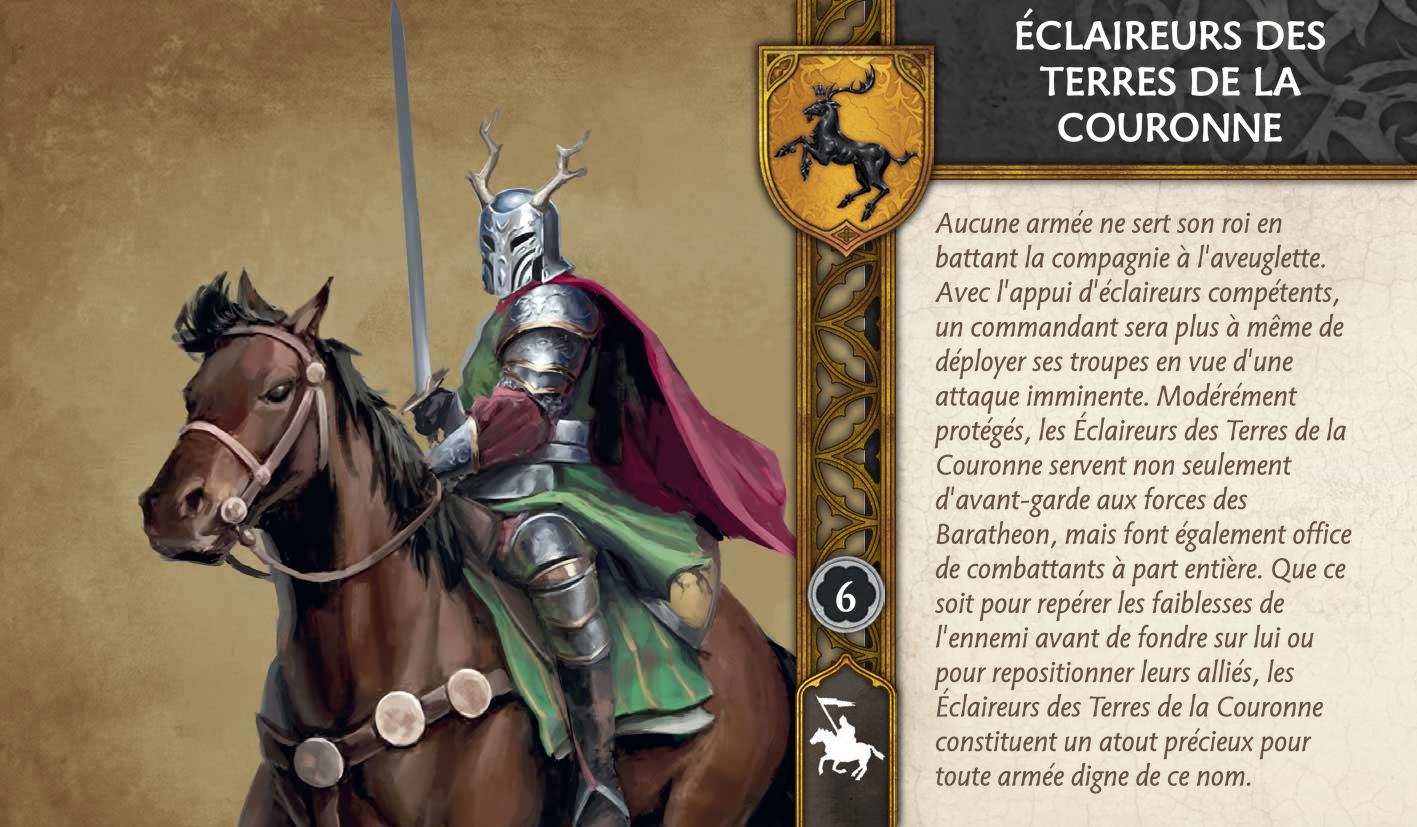 ÉCLAIREURS DES
TERRES DE LA
COURONNE
Aucune armée ne sert son roi en
battant la compagnie à l'aveuglette.
Avec l'appui d'éclaireurs compétents,
un commandant sera plus à même de
déployer ses troupes en vue d'une
attaque imminente. Modérément
protégés, les Éclaireurs des Terres de la
Couronne servent non seulement
d'avant-garde aux forces des
Baratheon, mais font également office
de combattants à part entière. Que ce
soit pour repérer les faiblesses de
l'ennemi avant de fondre sur lui ou
pour repositionner leurs alliés, les
Éclaireurs des Terres de la Couronne
constituent un atout précieux pour
toute armée digne de ce nom.
6